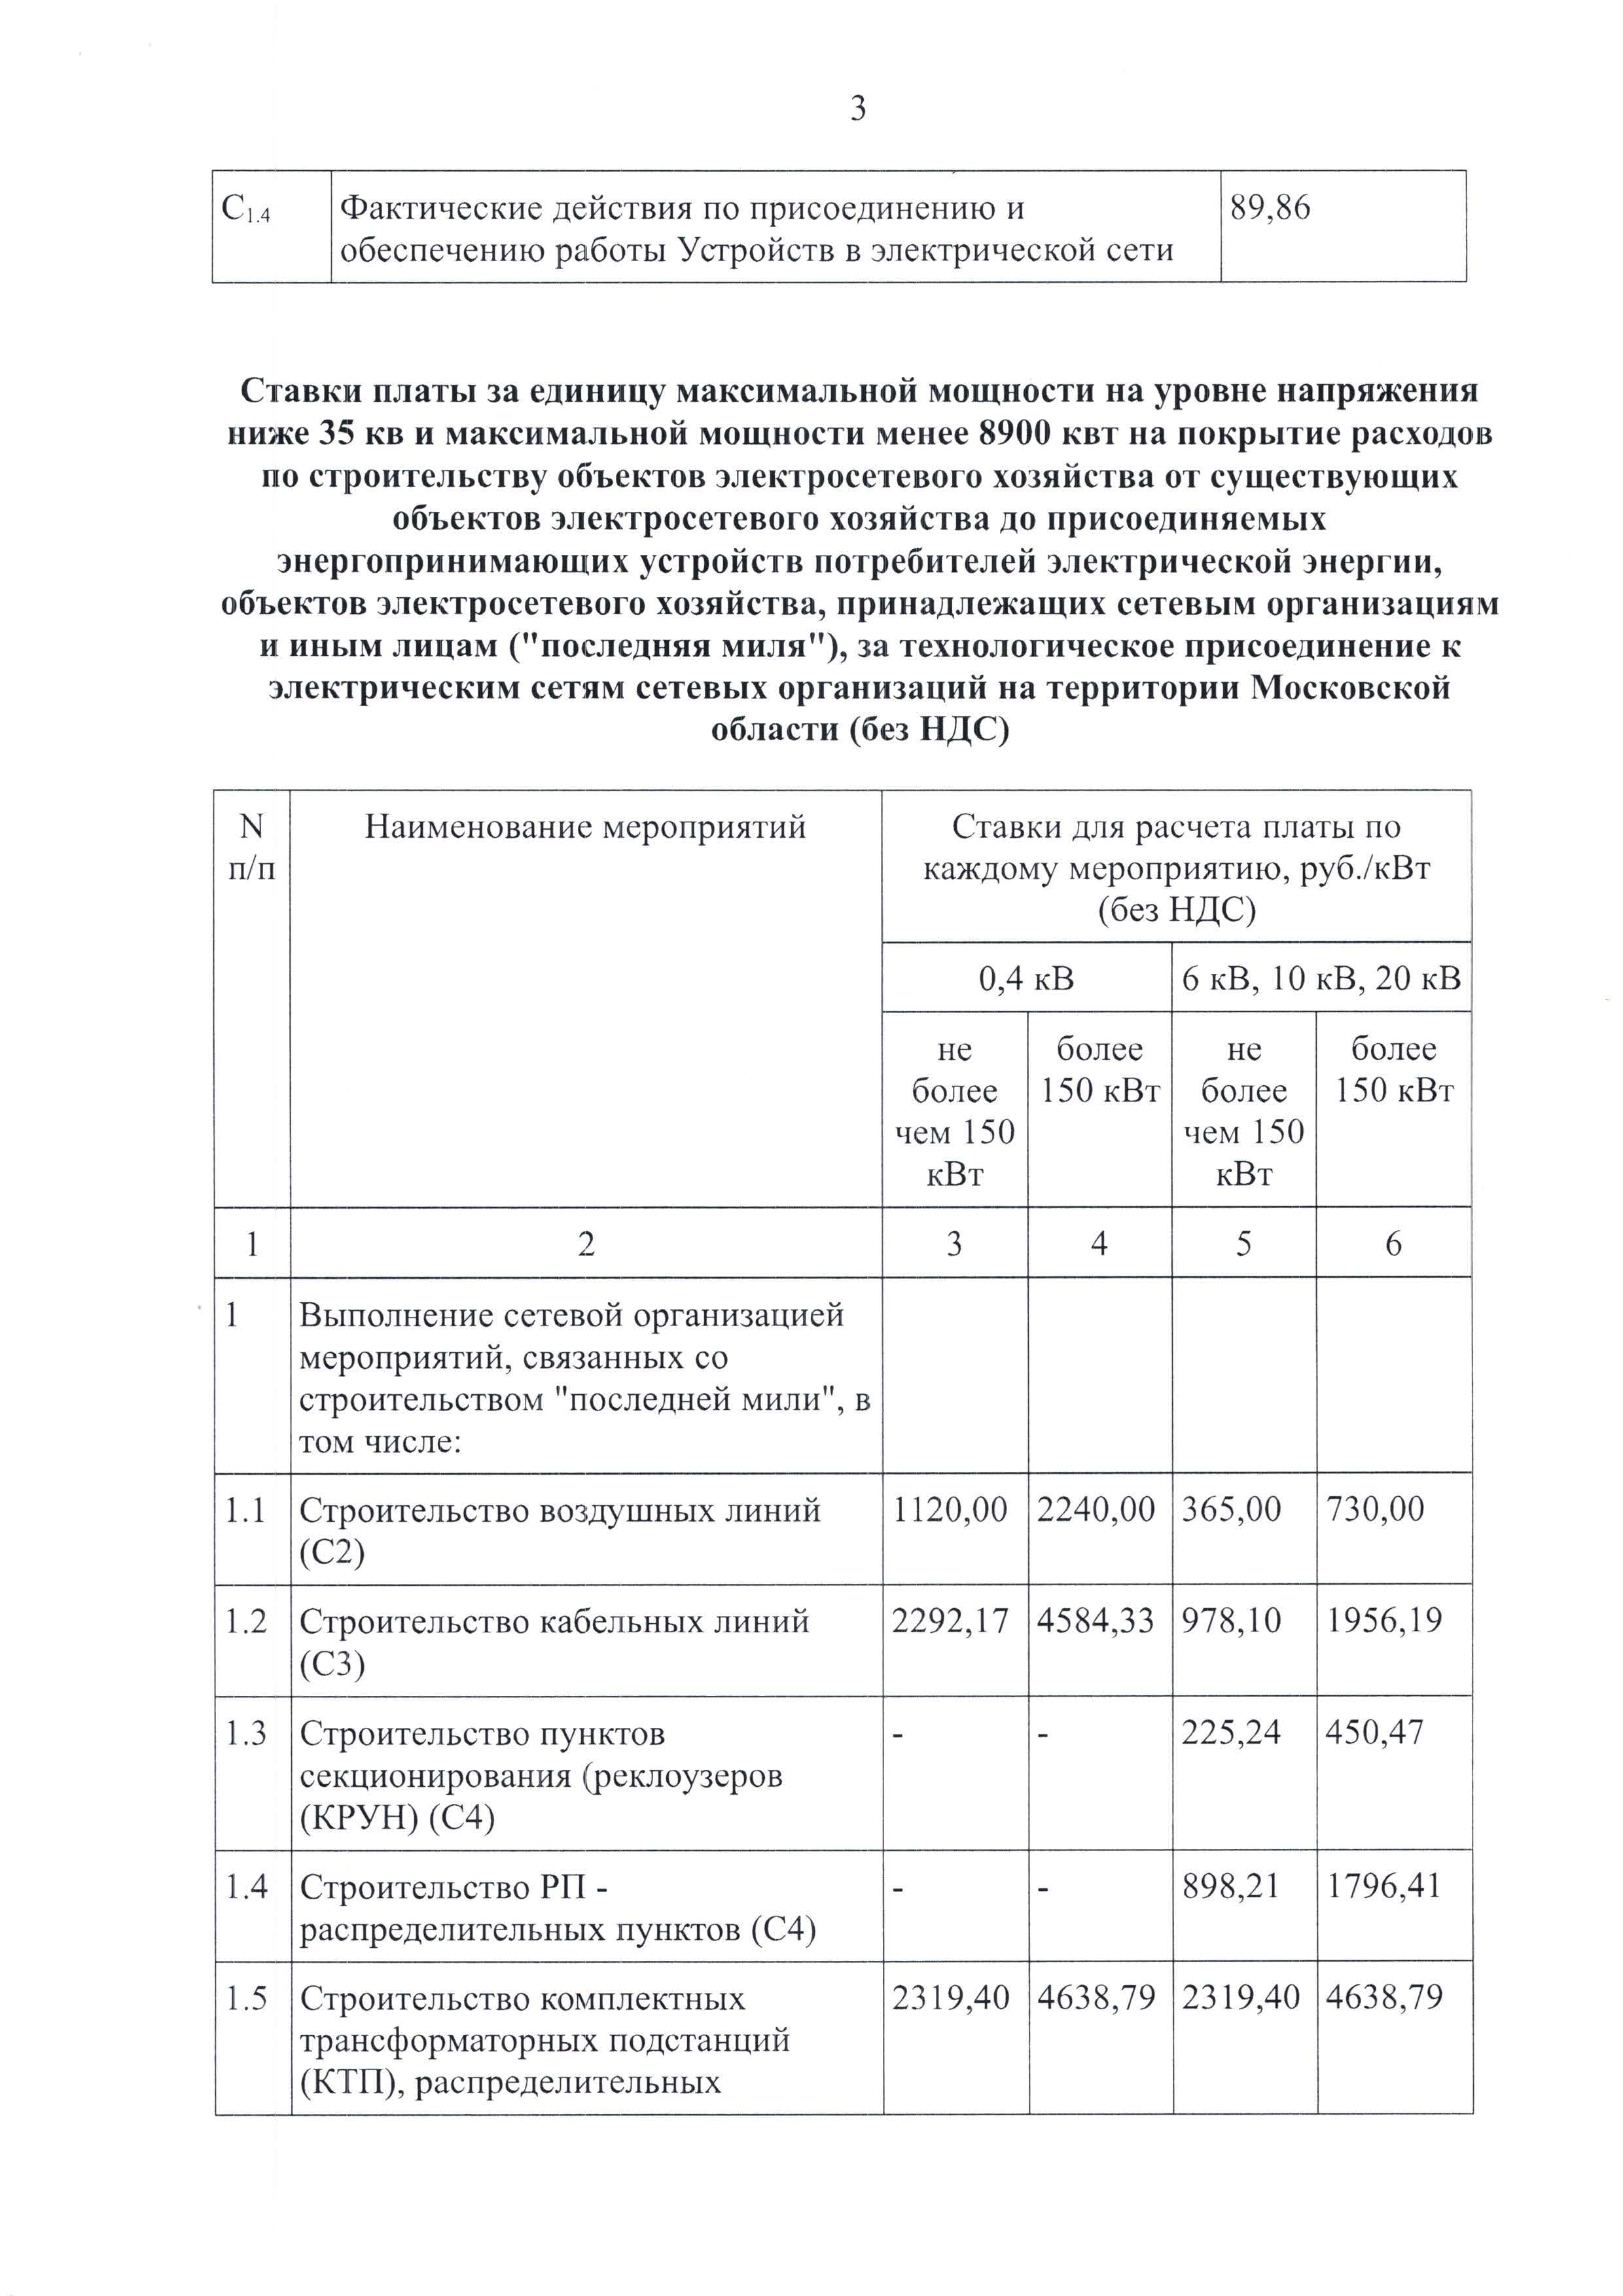 3
С1.4
Фактические действия по присоединению и
обеспечению работы Устройств в электрической сети
89,86
Ставки платы за единицу максимальной мощности на уровне напряжения
ниже 35 кв и максимальной мощности менее 8900 квт на покрытие расходов
по строительству объектов электросетевого хозяйства от существующих
объектов электросетевого хозяйства до присоединяемых
энергопринимающих устройств потребителей электрической энергии,
объектов электросетевого хозяйства, принадлежащих сетевым организациям
и иным лицам ("последняя миля"), за технологическое присоединение к
электрическим сетям сетевых организаций на территории Московской
области (без НДС)
N
п/п
Наименование мероприятий
Ставки для расчета платы по
каждому мероприятию, руб./кВт
(без НДС)
0,4 кВ
6 кВ, 10 кВ, 20 кВ
не
более
чем 150
кВт
более
150 кВт
не
более
чем 150
кВт
более
150 кВт
1 2 3 4 5 6
1
Выполнение сетевой организацией
мероприятий, связанных со
строительством "последней мили", в
том числе:
1.1
Строительство воздушных линий
(С2)
1120,00 2240,00 365,00 730,00
1.2
Строительство кабельных линий
(С3)
2292,17 4584,33 978,10 1956,19
1.3
Строительство пунктов
секционирования (реклоузеров
(КРУН) (С4)
- - 225,24 450,47
1.4
Строительство РП -
распределительных пунктов (С4)
- - 898,21 1796,41
1.5
Строительство комплектных
трансформаторных подстанций
(КТП), распределительных
2319,40 4638,79 2319,40 4638,79